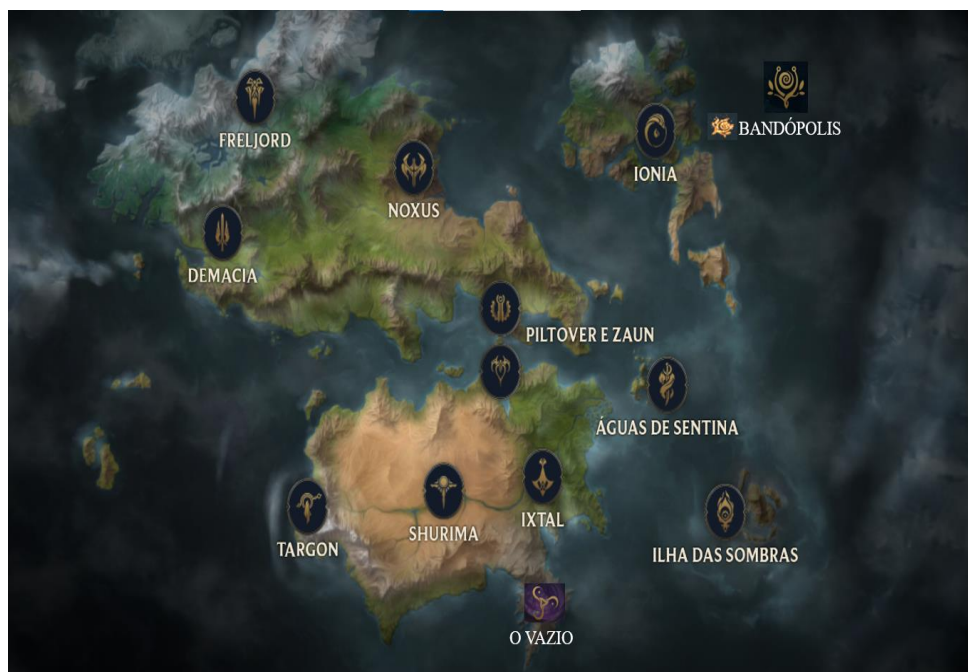 FRELJORD
BANDÓPOLIS
IONIA
NOXUS
DEMACIA
PILTOVER E ZAUN
ÁGUAS DE SENTINA
TARGON
SHURIMA
IXTAL
ILHA DAS SOMBRAS
O VAZIO